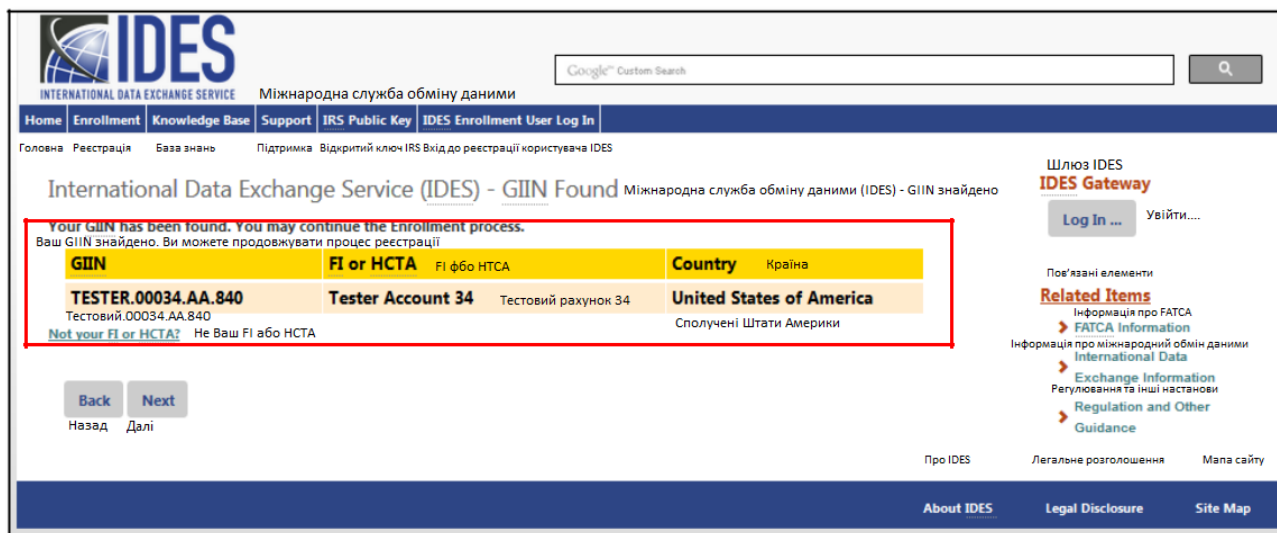 IDES
INTERNATIONAL DATA EXCHANGE SERVICE Міжнародна служба обміну даними
Google™ Custom Search
Home Enrollment Knowledge Base Support IRS Public Key IDES Enrollment User Log In
Головна Реєстрація База знань Підтримка Відкритий ключ IRS Вхід до реєстрації користувача IDES
International Data Exchange Service (IDES) - GIIN Found Міжнародна служба обміну даними (IDES) - GIIN знайдено
Your GIIN has been found. You may continue the Enrollment process.
Ваш GIIN знайдено. Ви можете продовжувати процес реєстрації
GIIN FI or HCTA FI фбо НТСА Country Країна
TESTER.00034.AA.840 Tester Account 34 Тестовий рахунок 34 United States of America
Тестовий.00034.AA.840 Сполучені Штати Америки
Not your FI or HCTA? Не Ваш FI або НСТА
Back Next
Назад Далі
Шлюз IDES
IDES Gateway
Log In ... Увійти....
Пов'язані елементи
Related Items
Інформація про FATCA
FATCA Information
Інформація про міжнародний обмін даними
International Data
Exchange Information
Регулювання та інші настанови
Regulation and Other
Guidance
Про IDES Легальне розголошення Мапа сайту
About IDES Legal Disclosure Site Map